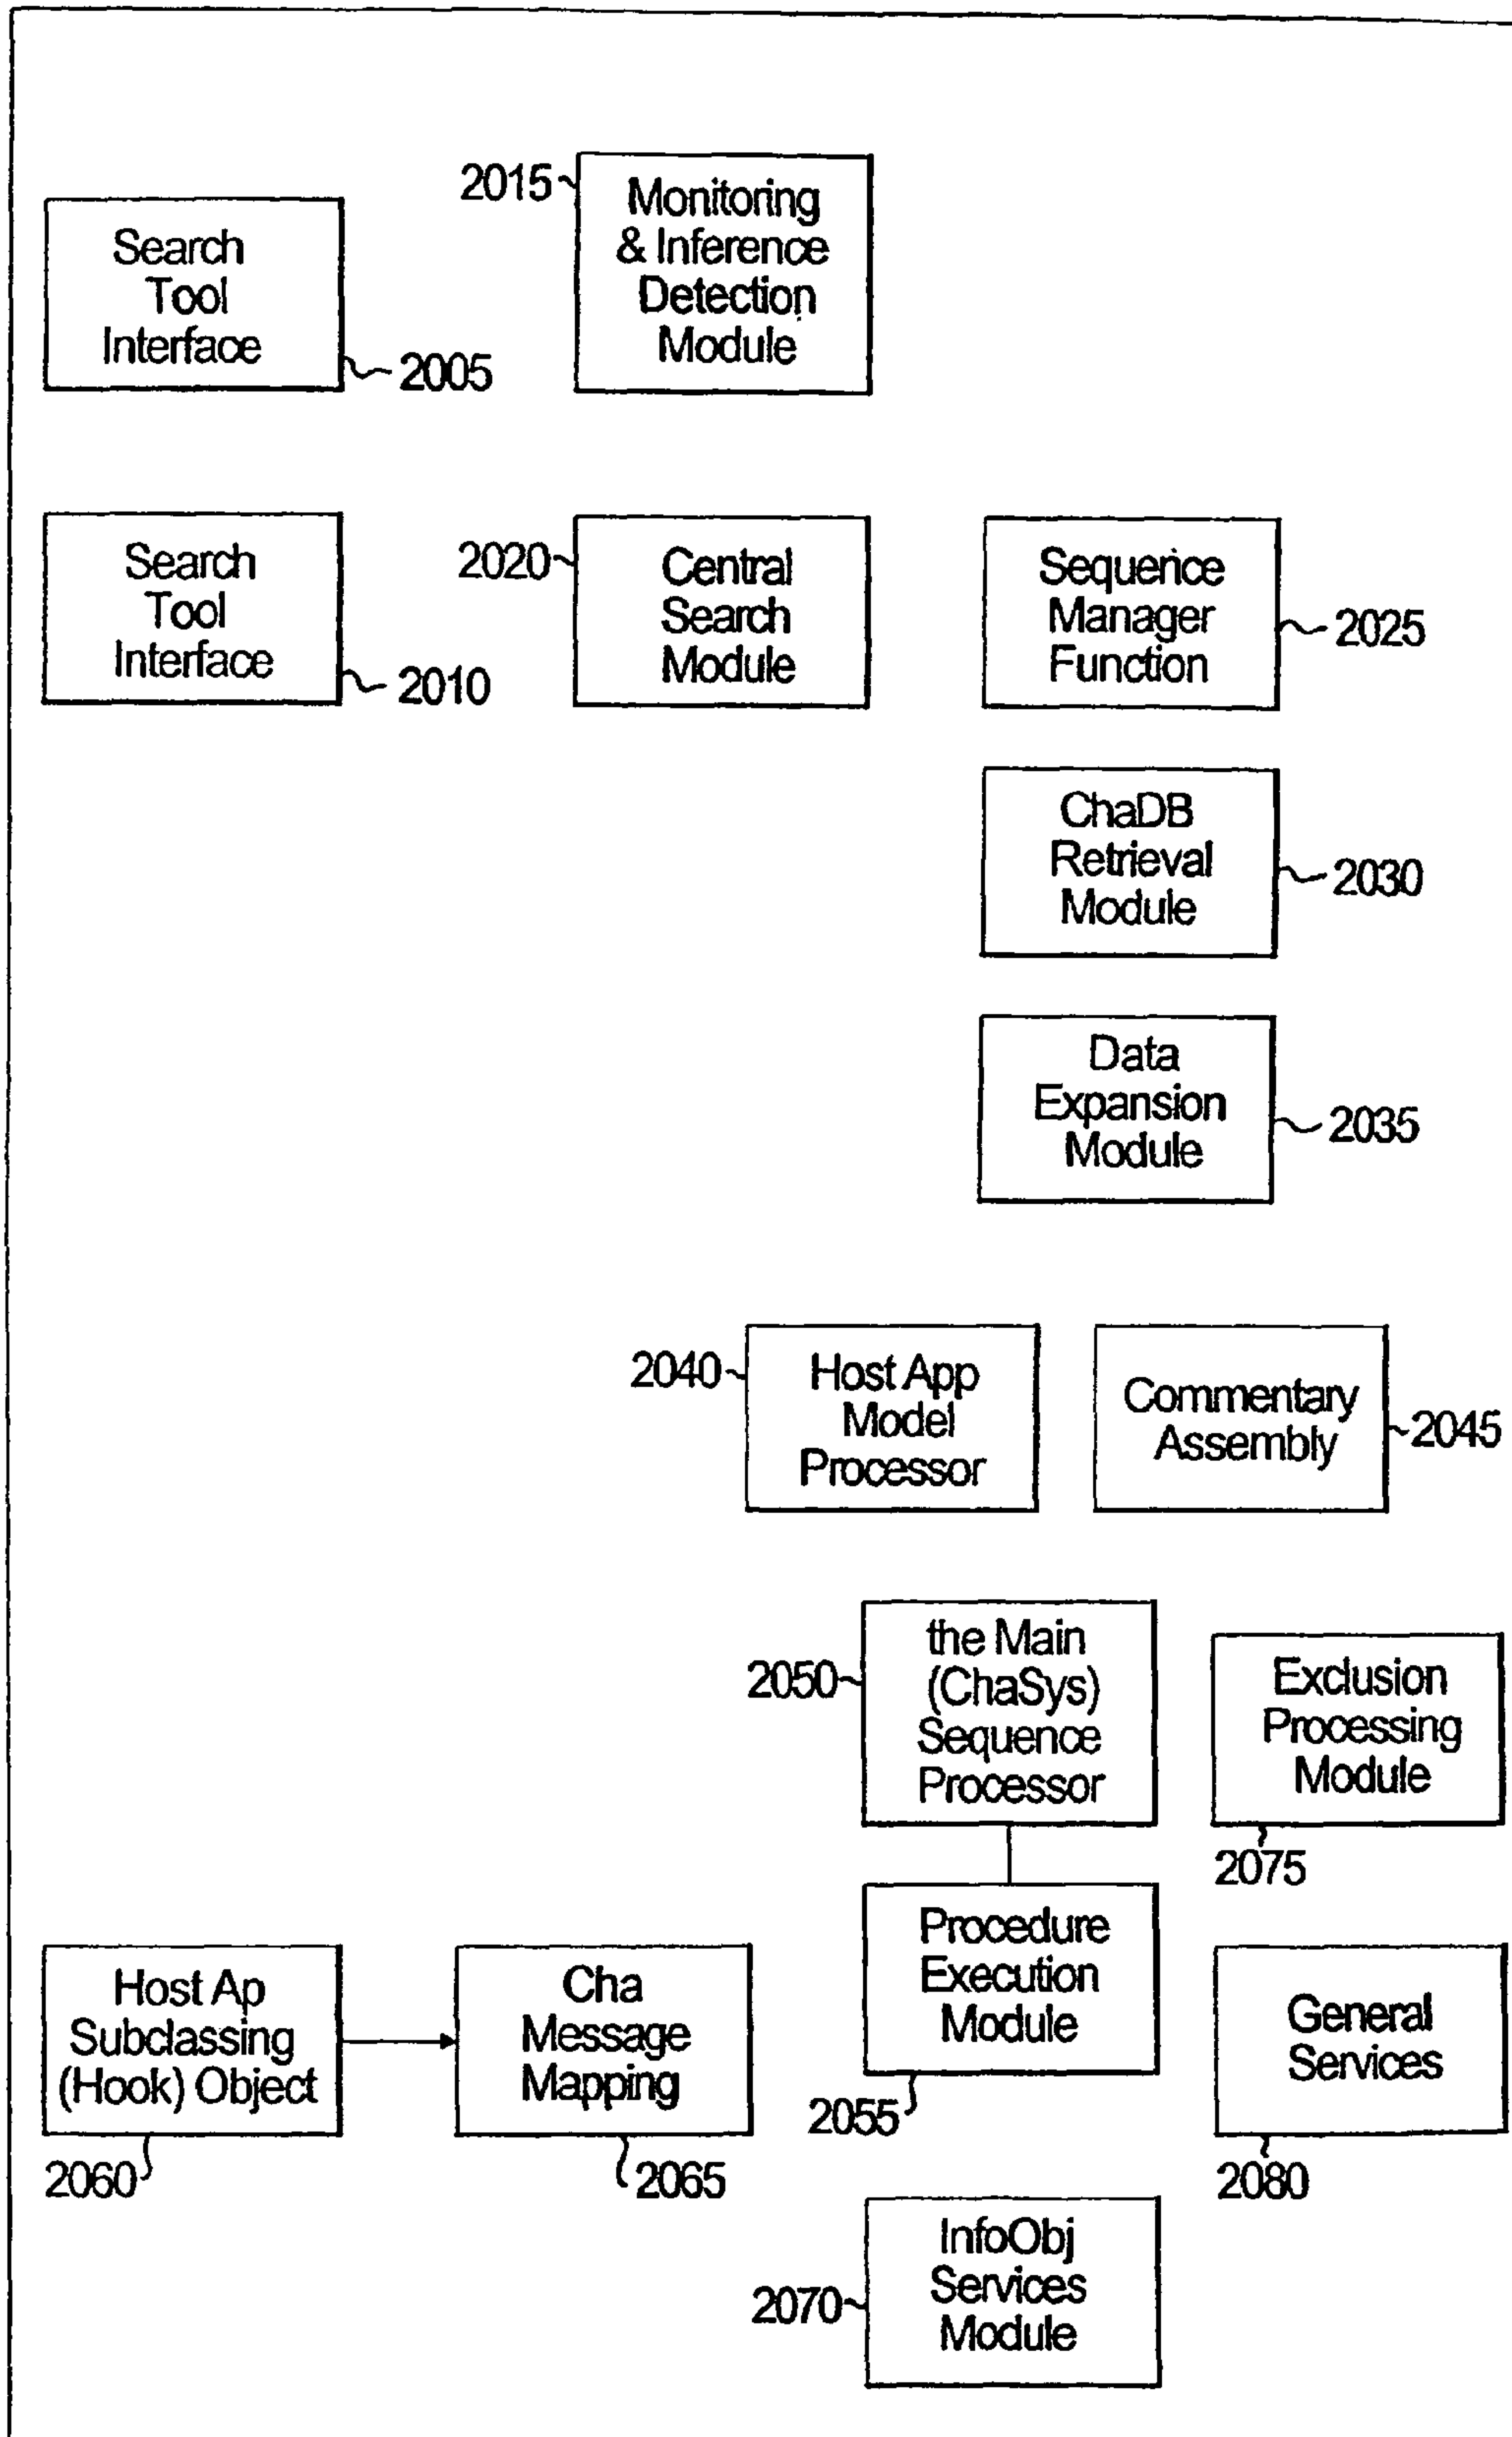 Search
Tool
Interface
2005
2015
Monitoring
& Inference
Detection
Module
Search
Tool
Interface
2010
2020
Central
Search
Module
Sequence
Manager
Function
2025
ChaDB
Retrieval
Module
2030
Data
Expansion
Module
2035
2040
Host App
Model
Processor
Commentary
Assembly
2045
2050
the Main
(ChaSys)
Sequence
Processor
Exclusion
Processing
Module
2075
Procedure
Execution
Module
2055
Host Ap
Subclassing
(Hook) Object
2060
Cha
Message
Mapping
2065
General
Services
2080
2070
InfoObj
Services
Module